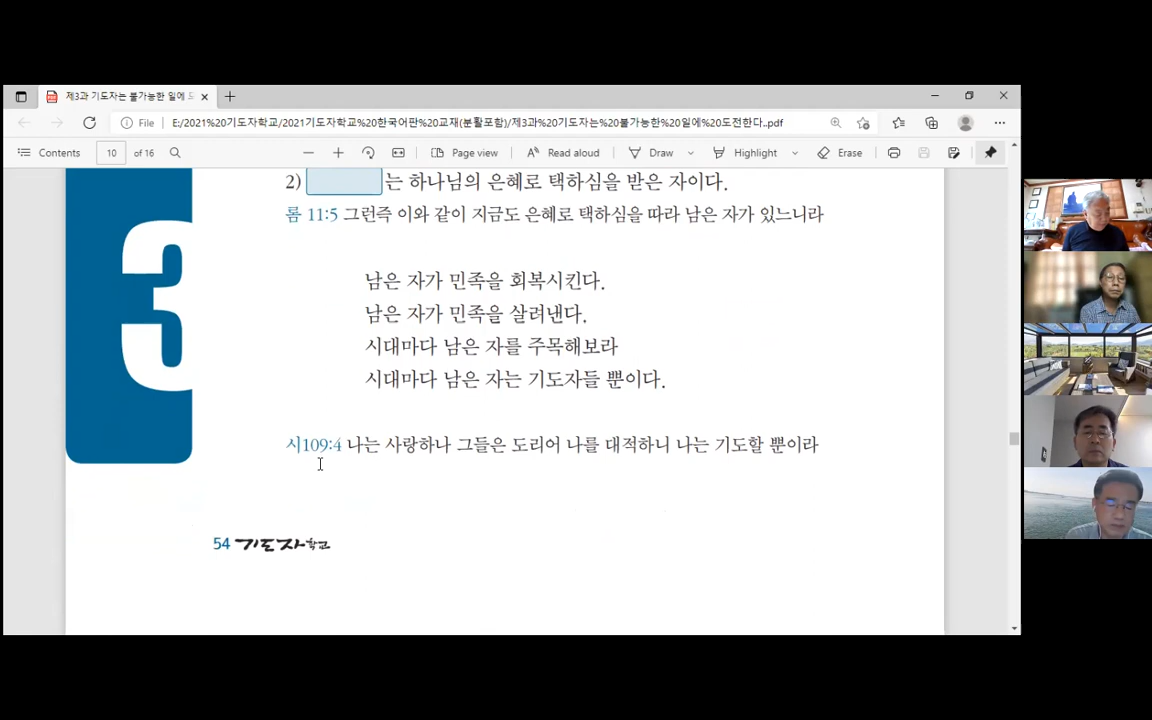 제3과 기도자는 불가능한 일에 도
File
E:/2021%20기도자학교/2021기도자학교%20한국어판%20교재(분활포함)/제3과%20기도자는%20불가능한%20일에%20도전한다..pdf
Contents 10 of 16 Page view Read aloud Draw Highlight Erase
3
2) 는 하나님의 은혜로 택하심을 받은 자이다.
롬 11:5 그런즉 이와 같이 지금도 은혜로 택하심을 따라 남은 자가 있느니라
남은 자가 민족을 회복시킨다.
남은 자가 민족을 살려낸다.
시대마다 남은 자를 주목해보라
시대마다 남은 자는 기도자들 뿐이다.
시109:4 나는 사랑하나 그들은 도리어 나를 대적하니 나는 기도할 뿐이라
54 기도자학교